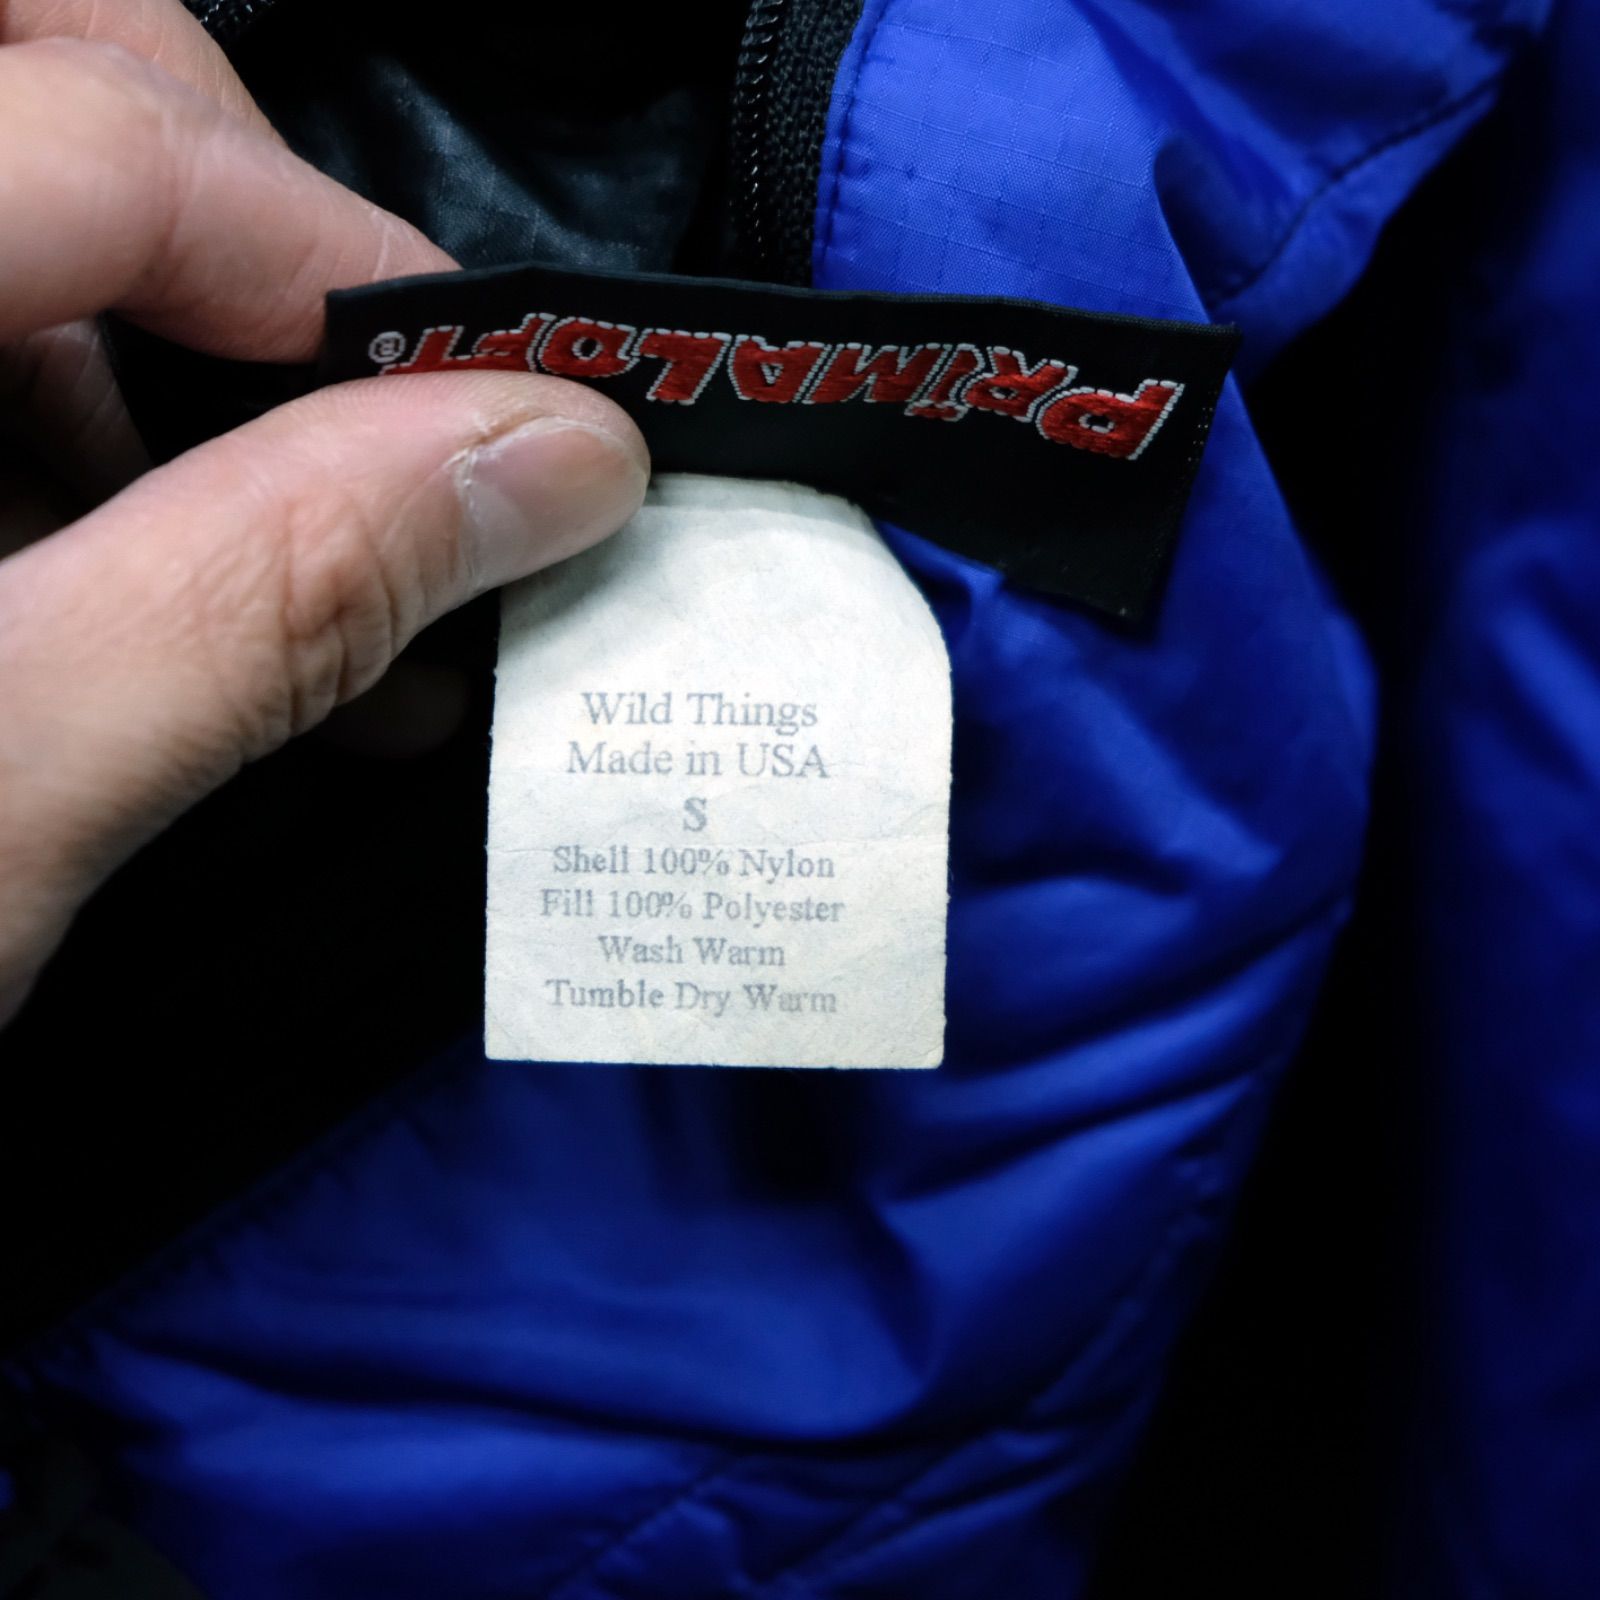 PRIMALOFT®
Wild Things
Made in USA
S
Shell 100% Nylon
Fill 100% Polyester
Wash Warm
Tumble Dry Warm